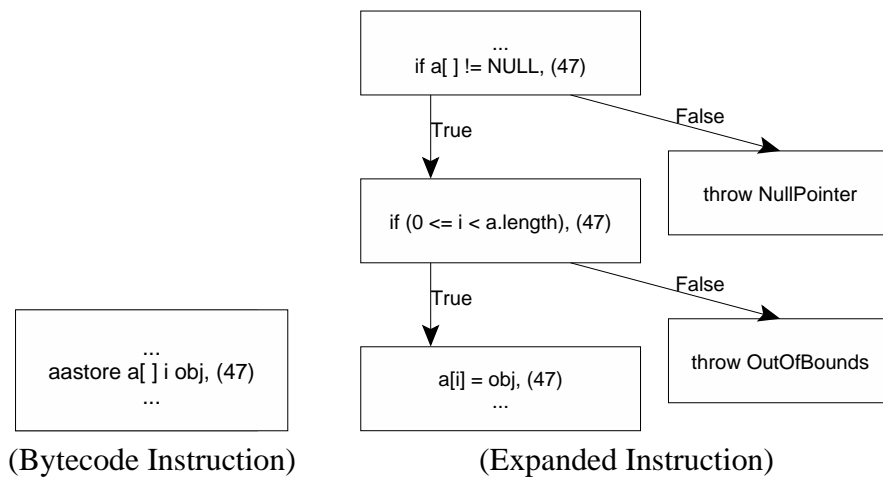 ...
if a[ ] != NULL, (47)
True
False
throw NullPointer
if (0 <= i < a.length), (47)
True
False
throw OutOfBounds
a[i] = obj, (47)
...
...
aastore a[ ] i obj, (47)
...
(Bytecode Instruction)
(Expanded Instruction)